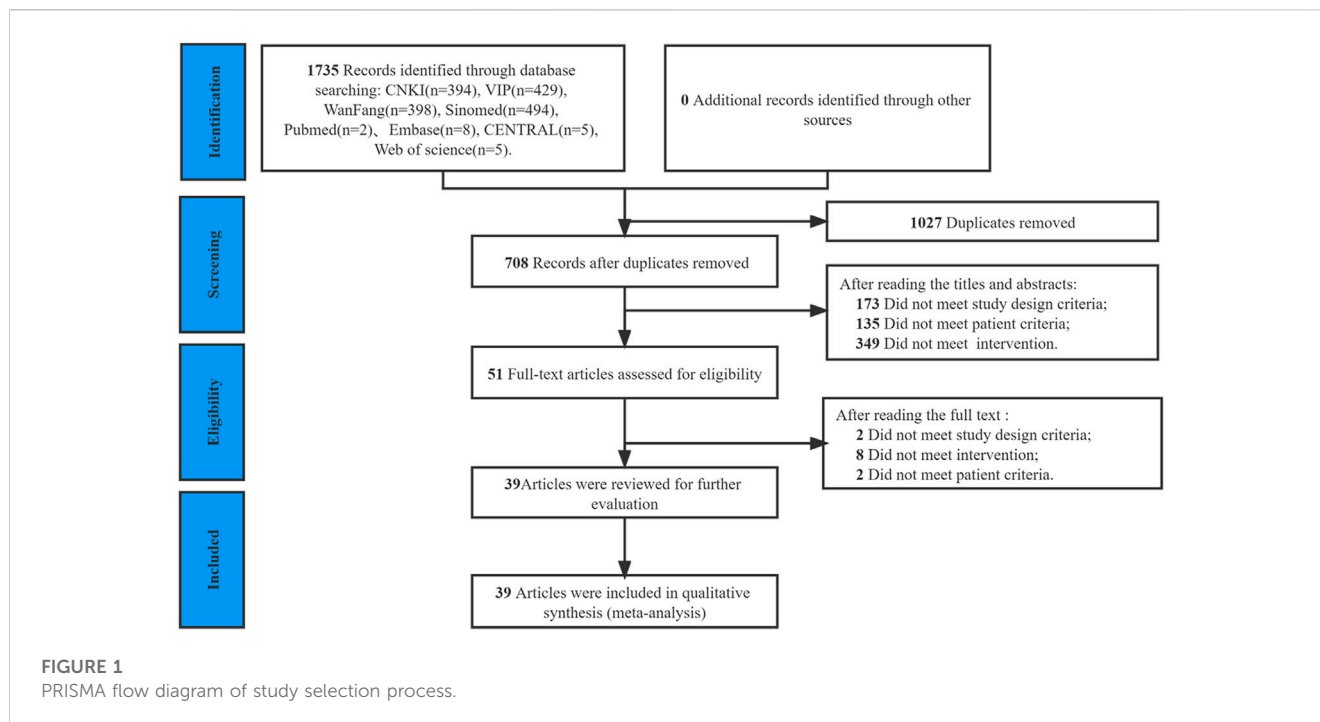 Identification
1735 Records identified through database
searching: CNKI(n=394), VIP(n=429),
WanFang(n=398), Sinomed(n=494),
Pubmed(n=2)、Embase(n=8), CENTRAL(n=5),
Web of science(n=5).
0 Additional records identified through other
sources
Screening
1027 Duplicates removed
708 Records after duplicates removed
After reading the titles and abstracts:
173 Did not meet study design criteria;
135 Did not meet patient criteria;
349 Did not meet intervention.
Eligibility
51 Full-text articles assessed for eligibility
After reading the full text :
2 Did not meet study design criteria;
8 Did not meet intervention;
2 Did not meet patient criteria.
39Articles were reviewed for further
evaluation
Included
39 Articles were included in qualitative
synthesis (meta-analysis)
FIGURE 1
PRISMA flow diagram of study selection process.